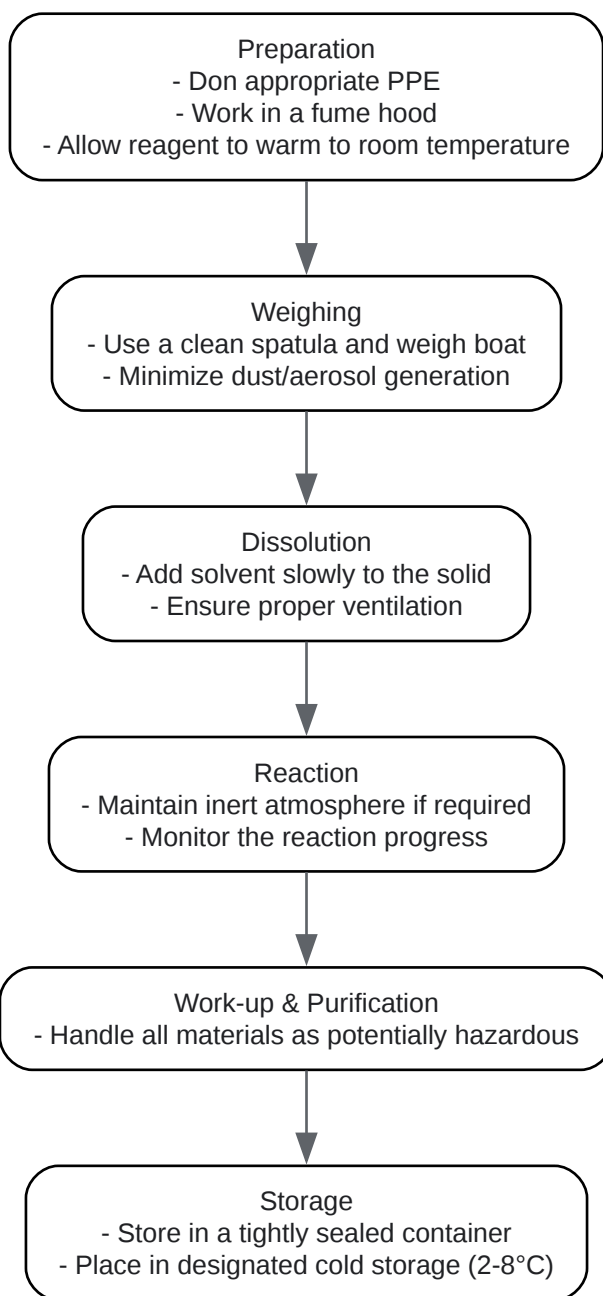 Preparation
- Don appropriate PPE
- Work in a fume hood
- Allow reagent to warm to room temperature
Weighing
- Use a clean spatula and weigh boat
- Minimize dust/aerosol generation
Dissolution
- Add solvent slowly to the solid
- Ensure proper ventilation
Reaction
- Maintain inert atmosphere if required
- Monitor the reaction progress
Work-up & Purification
- Handle all materials as potentially hazardous
Storage
- Store in a tightly sealed container
- Place in designated cold storage (2-8°C)